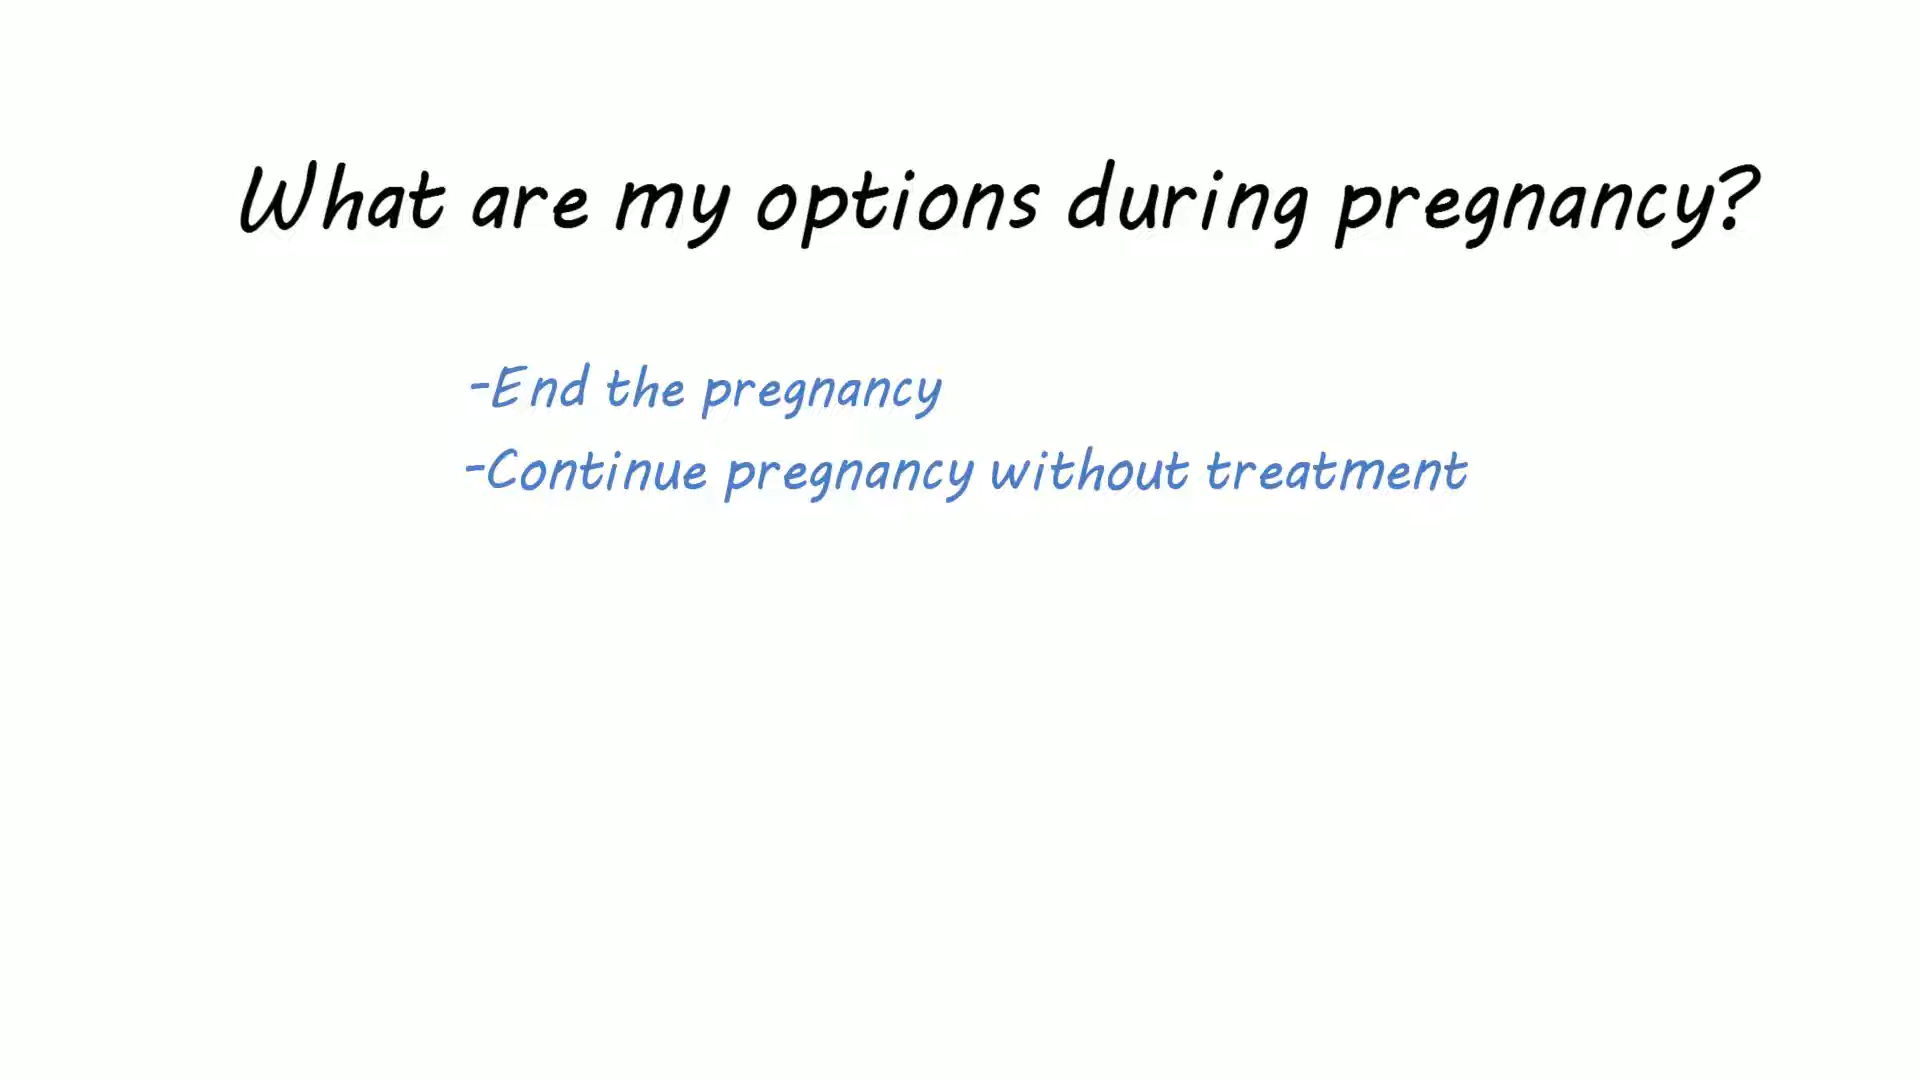 What are my options during pregnancy?
-End the pregnancy
-Continue pregnancy without treatment